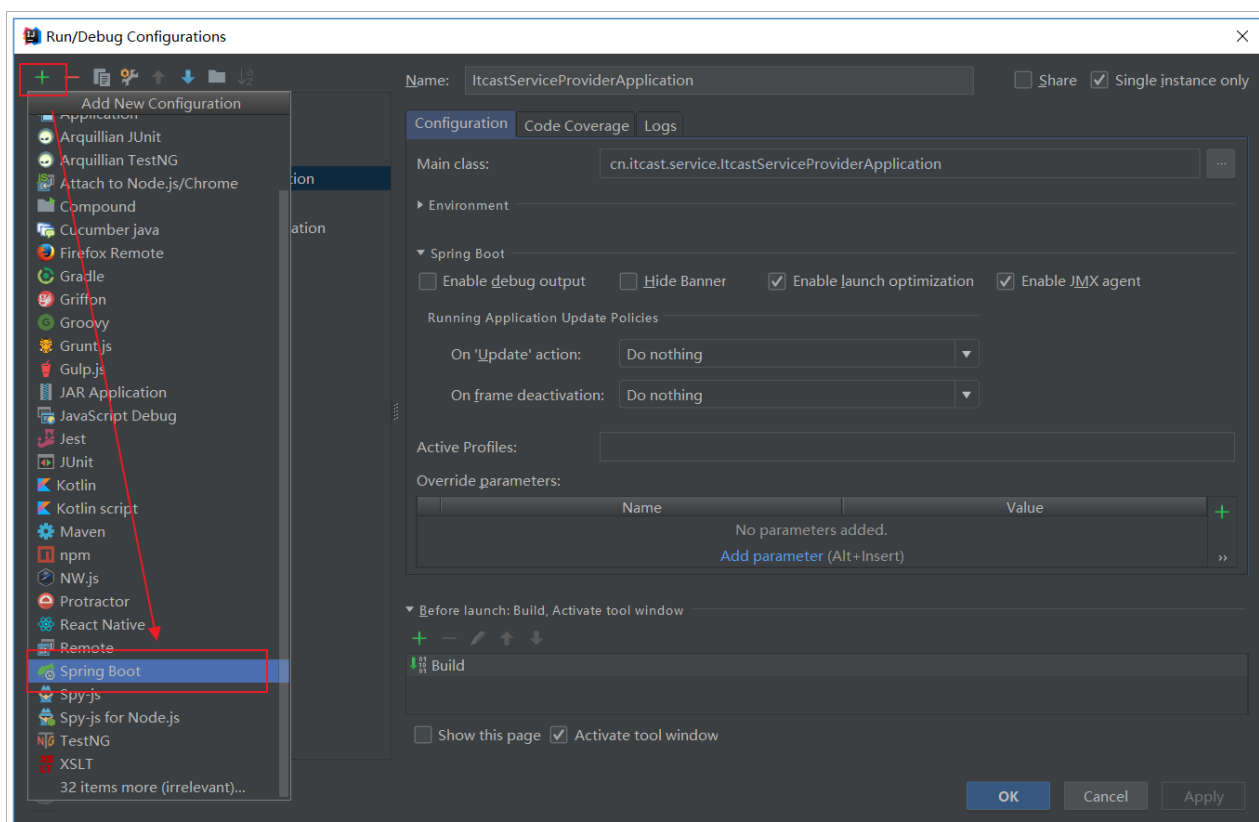 Run/Debug Configurations
Add New Configuration
Application
Arquillian JUnit
Arquillian TestNG
Attach to Node.js/Chrome
Compound
Cucumber java
Firefox Remote
Gradle
Griffon
Groovy
Grunt.js
Gulp.js
JAR Application
JavaScript Debug
Jest
JUnit
Kotlin
Kotlin script
Maven
npm
NW.js
Protractor
React Native
Remote
Spring Boot
Spy-js
Spy-js for Node.js
TestNG
XSLT
32 items more (irrelevant)...
tion
ation
Name: ItcastServiceProviderApplication Share Single instance only
Configuration Code Coverage Logs
Main class: cn.itcast.service.ItcastServiceProviderApplication ...
Environment
Spring Boot
Enable debug output Hide Banner Enable launch optimization Enable JMX agent
Running Application Update Policies
On 'Update' action: Do nothing
On frame deactivation: Do nothing
Active Profiles:
Override parameters:
Name Value
No parameters added.
Add parameter (Alt+Insert)
Before launch: Build, Activate tool window
Build
Show this page Activate tool window
OK Cancel Apply